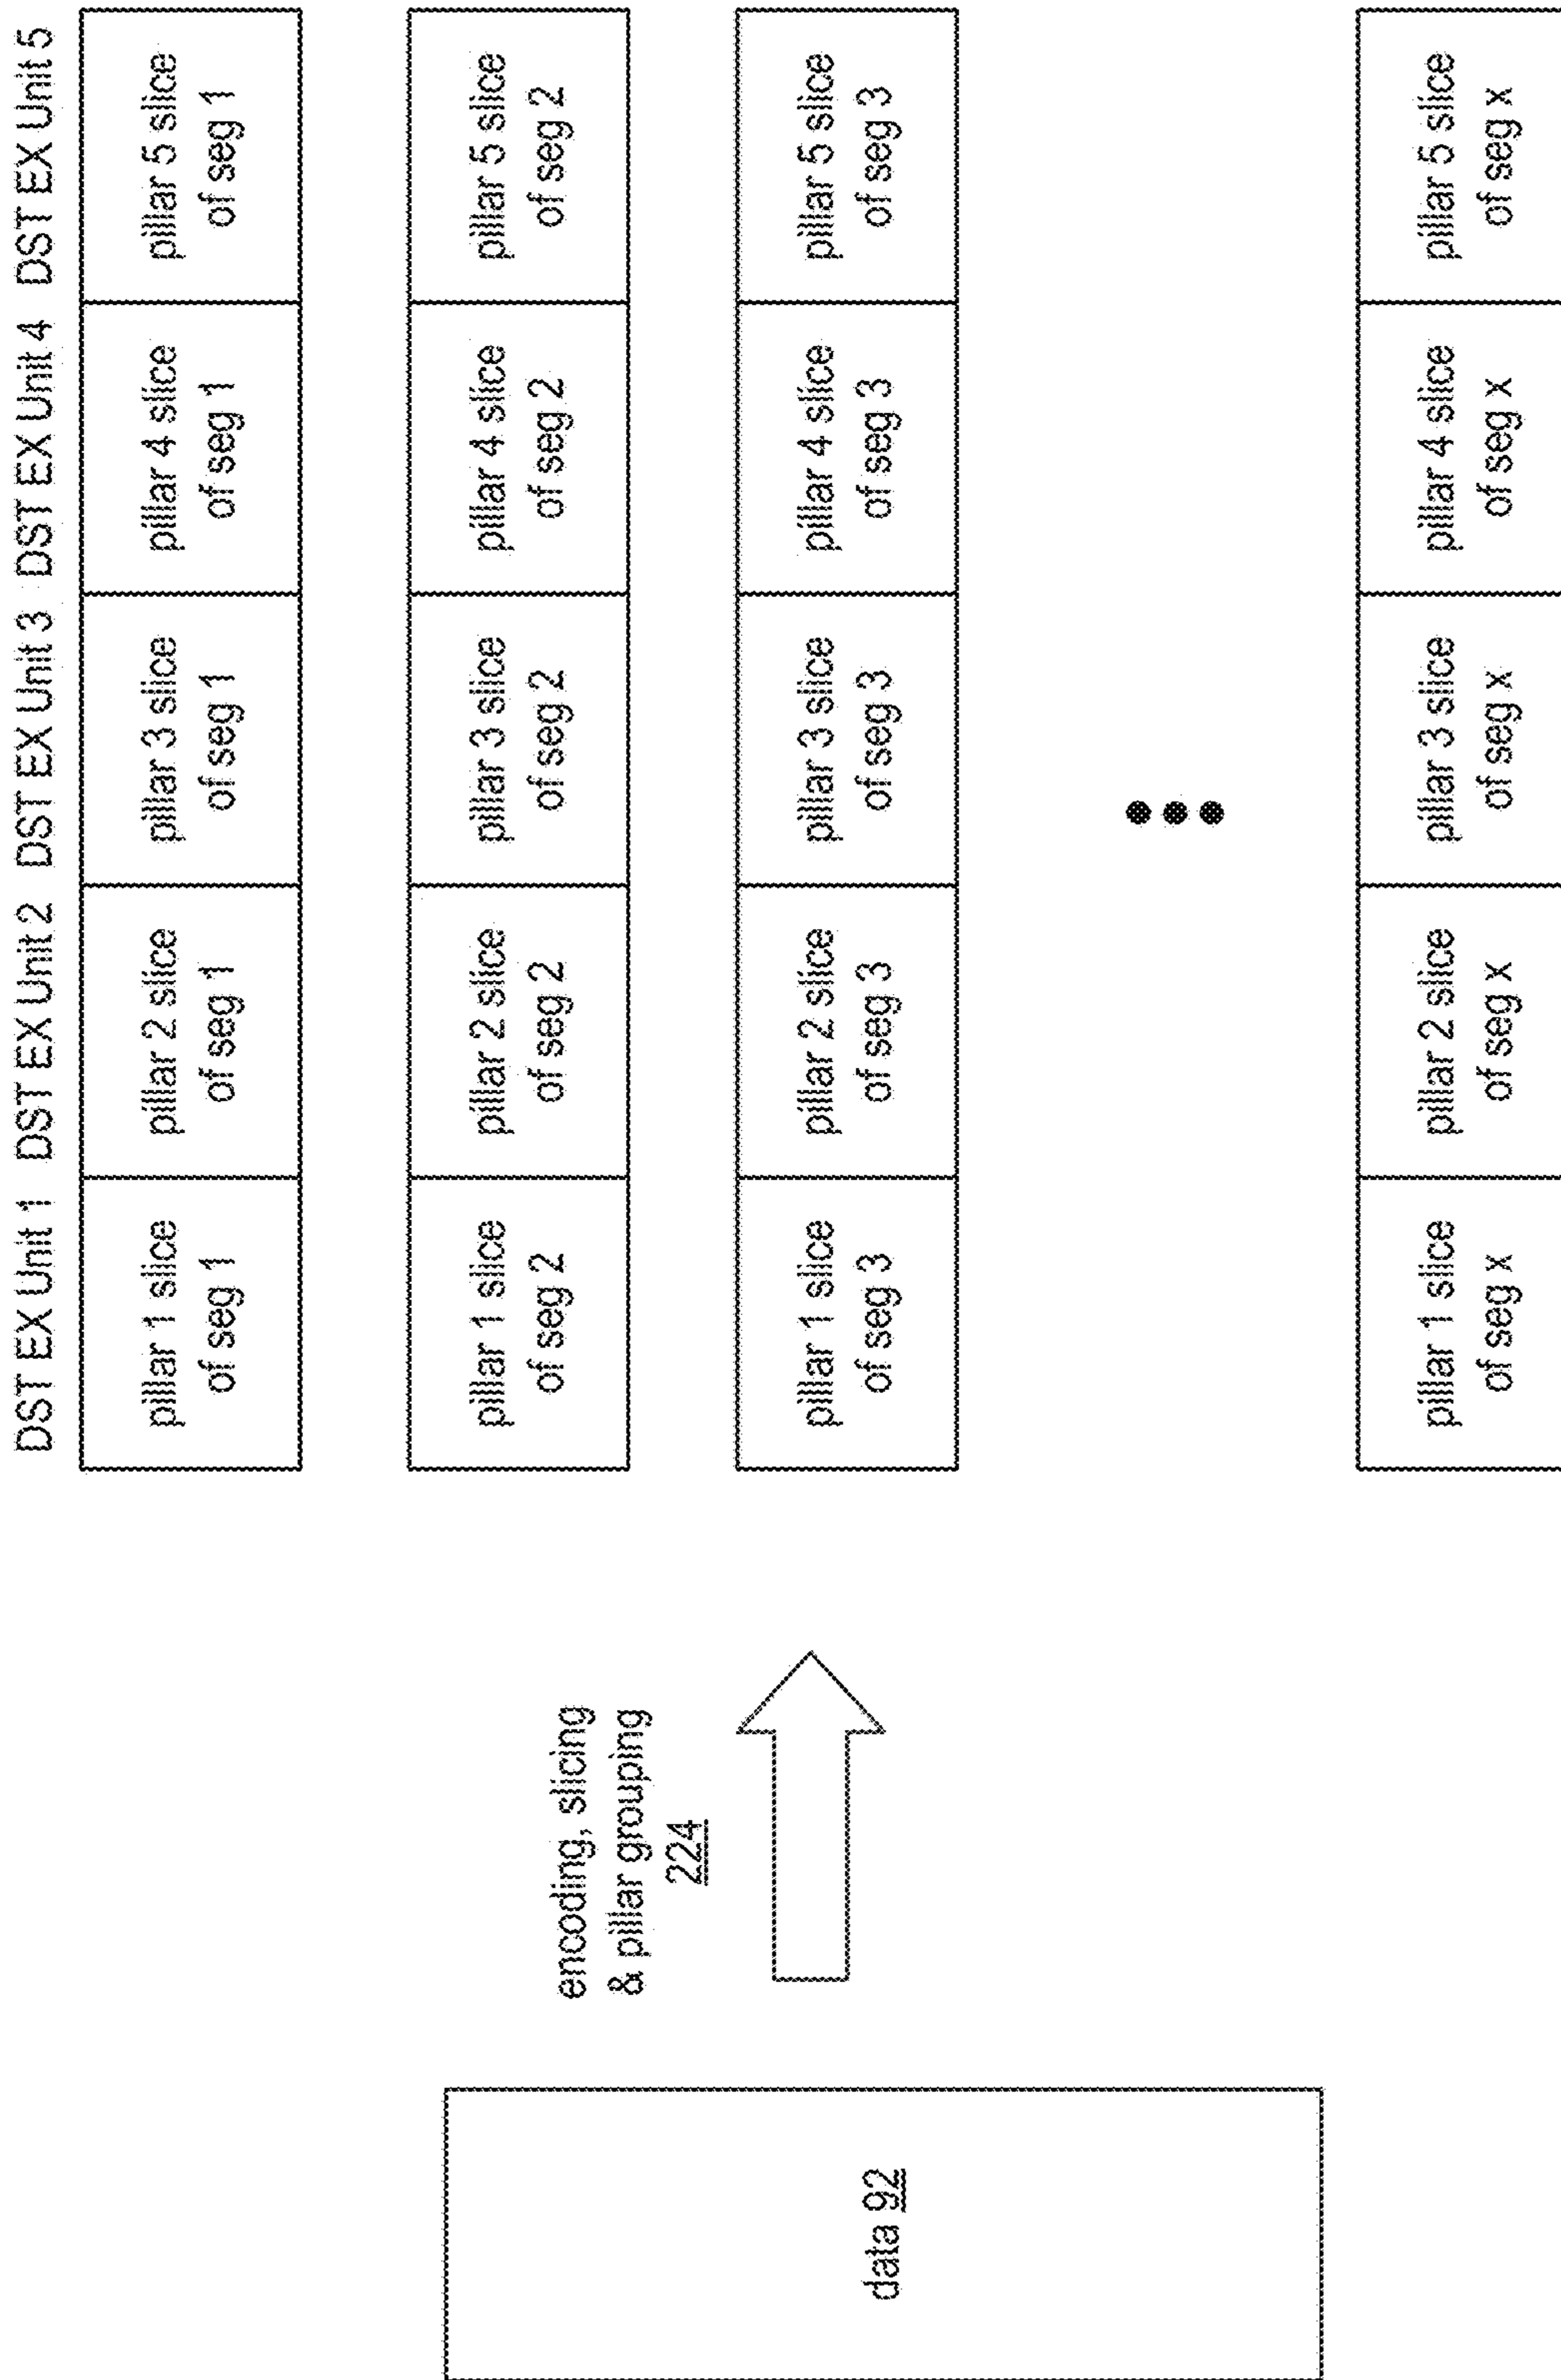 data 92
encoding, slicing
& pillar grouping
224
DST EX Unit 1 DST EX Unit 2 DST EX Unit 3 DST EX Unit 4 DST EX Unit 5
pillar 1 slice
of seg 1
pillar 2 slice
of seg 1
pillar 3 slice
of seg 1
pillar 4 slice
of seg 1
pillar 5 slice
of seg 1
pillar 1 slice
of seg 2
pillar 2 slice
of seg 2
pillar 3 slice
of seg 2
pillar 4 slice
of seg 2
pillar 5 slice
of seg 2
pillar 1 slice
of seg 3
pillar 2 slice
of seg 3
pillar 3 slice
of seg 3
pillar 4 slice
of seg 3
pillar 5 slice
of seg 3
pillar 1 slice
of seg x
pillar 2 slice
of seg x
pillar 3 slice
of seg x
pillar 4 slice
of seg x
pillar 5 slice
of seg x